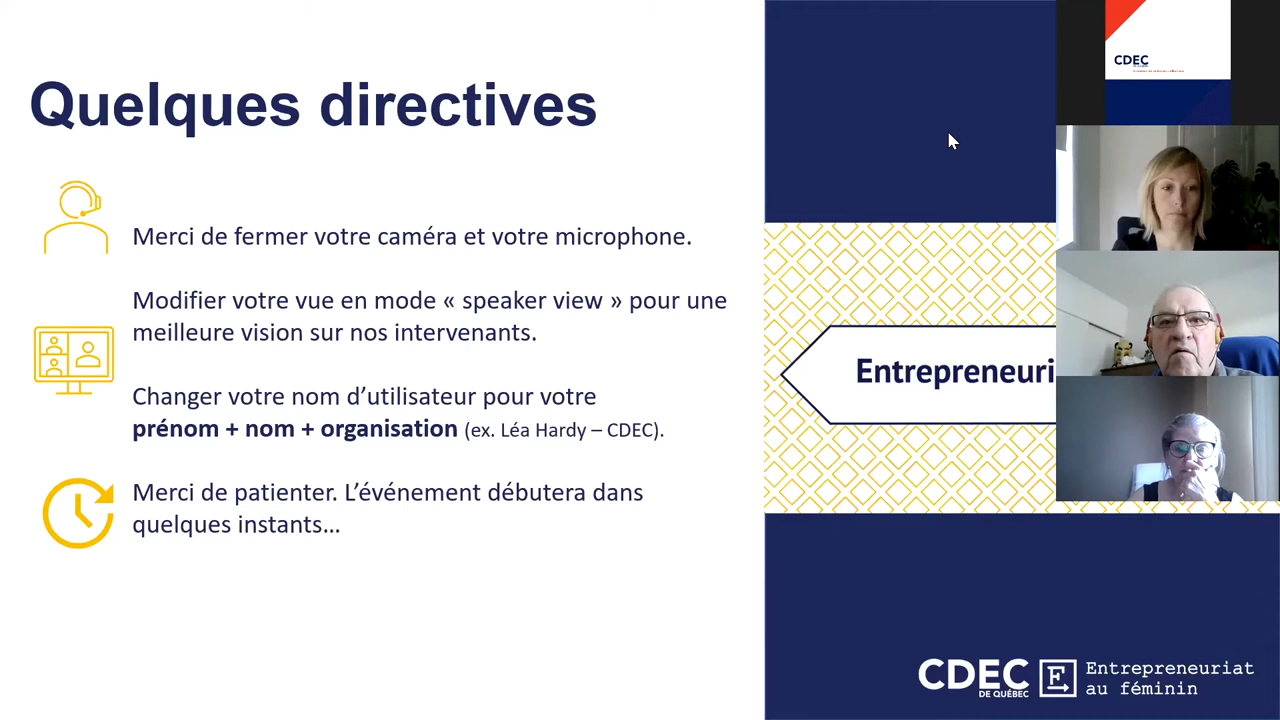 Quelques directives
Merci de fermer votre caméra et votre microphone.
Modifier votre vue en mode « speaker view » pour une
meilleure vision sur nos intervenants.
Changer votre nom d’utilisateur pour votre
prénom + nom + organisation (ex. Léa Hardy – CDEC).
Merci de patienter. L’événement débutera dans
quelques instants…
Entrepreneuri
CDEC
CDEC
DE QUÉBEC
E
Entrepreneuriat
au féminin